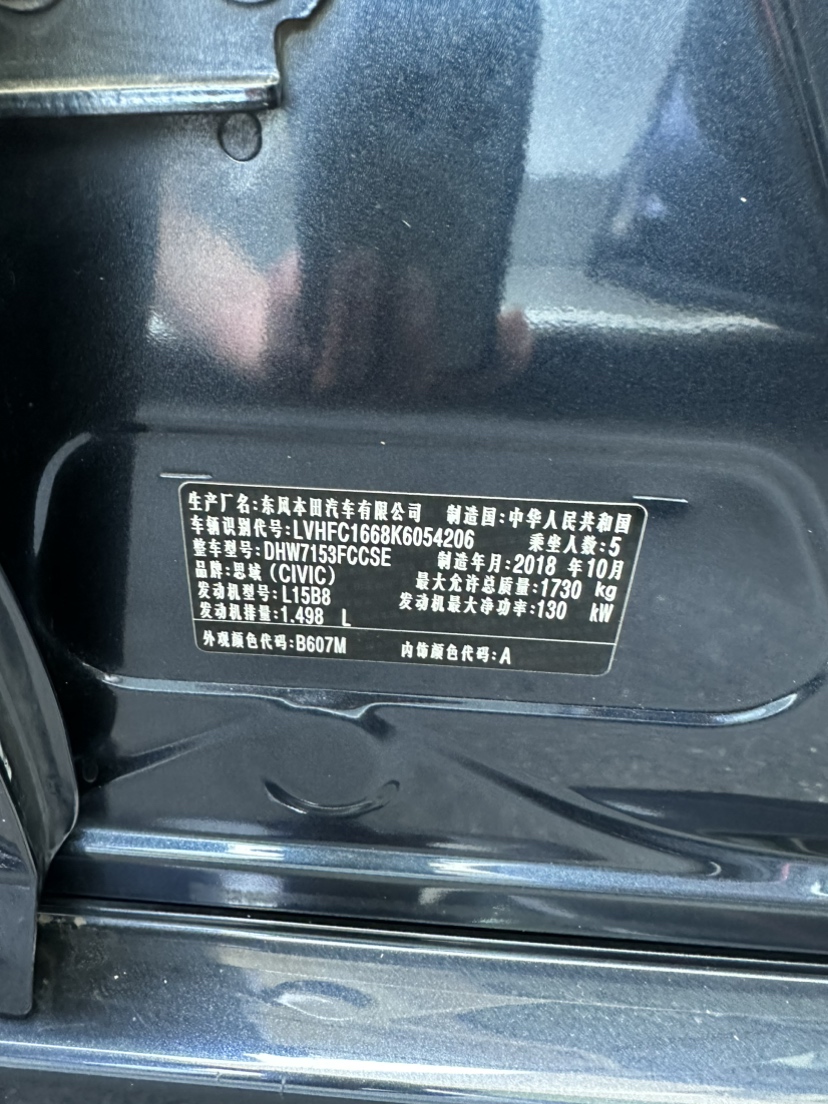 生产厂名:东风本田汽车有限公司 制造国:中华人民共和国
车辆识别代号:LVHFC1668K6054206 乘坐人数:5
整车型号:DHW7153FCCSE 制造年月:2018 年10月
品牌:思域(CIVIC) 最大允许总质量:1730 kg
发动机型号:L15B8 发动机最大净功率:130 kW
发动机排量:1.498 L
外观颜色代码:B607M 内饰颜色代码:A